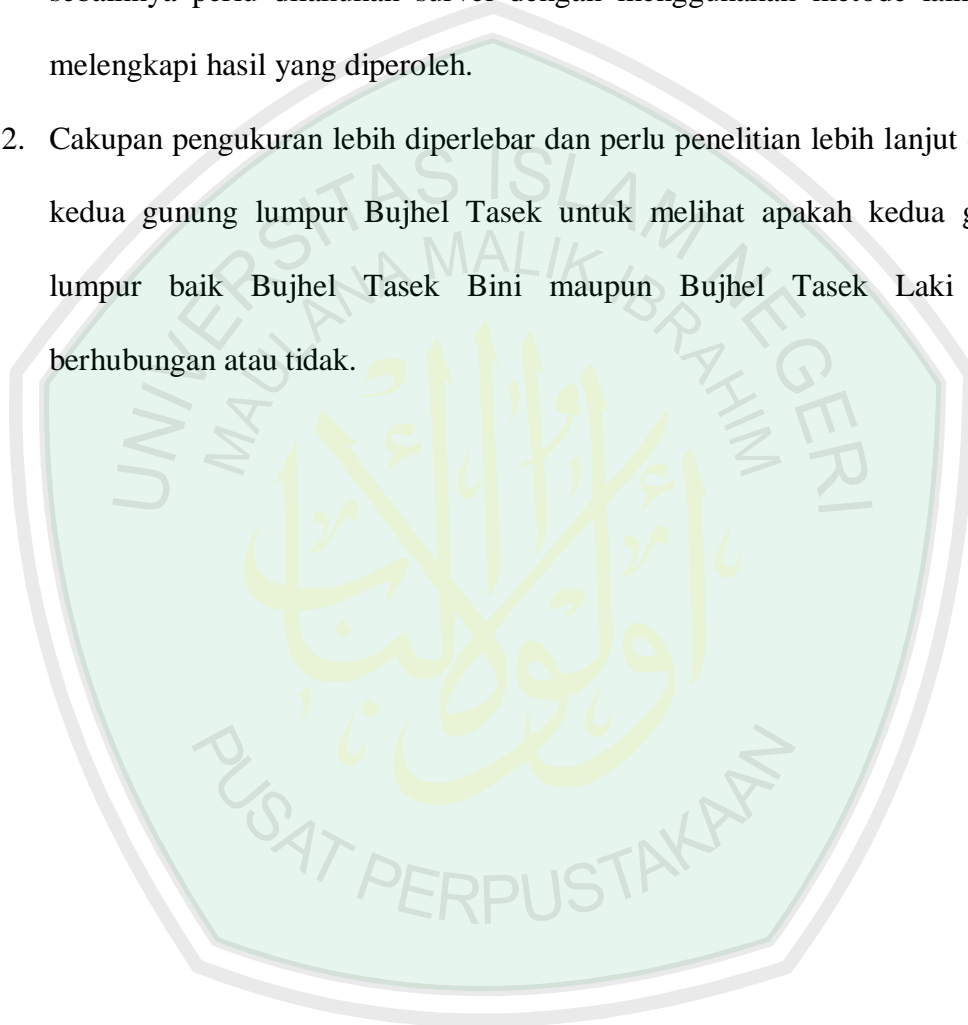 melengkapi hasil yang diperoleh.
2. Cakupan pengukuran lebih diperlebar dan perlu penelitian lebih lanjut
kedua gunung lumpur Bujhel Tasek untuk melihat apakah kedua
lumpur baik Bujhel Tasek Bini maupun Bujhel Tasek Laki
berhubungan atau tidak.
UNIVERSITAS ISLAM NEGERI
MAULANA MALIK IBRAHIM
PUSAT PERPUSTAKAAN